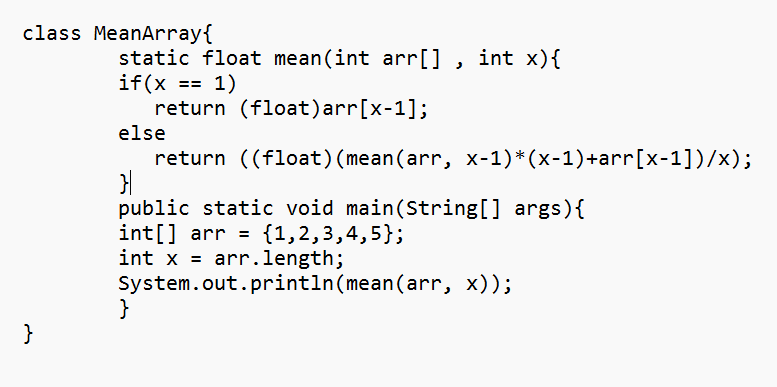 class MeanArray{
static float mean(int arr[] , int x){
if(x == 1)
return (float)arr[x-1];
else
return ((float)(mean(arr, x-1)*(x-1)+arr[x-1])/x);
}
public static void main(String[] args){
int[] arr = {1,2,3,4,5};
int x = arr.length;
System.out.println(mean(arr, x));
}
}